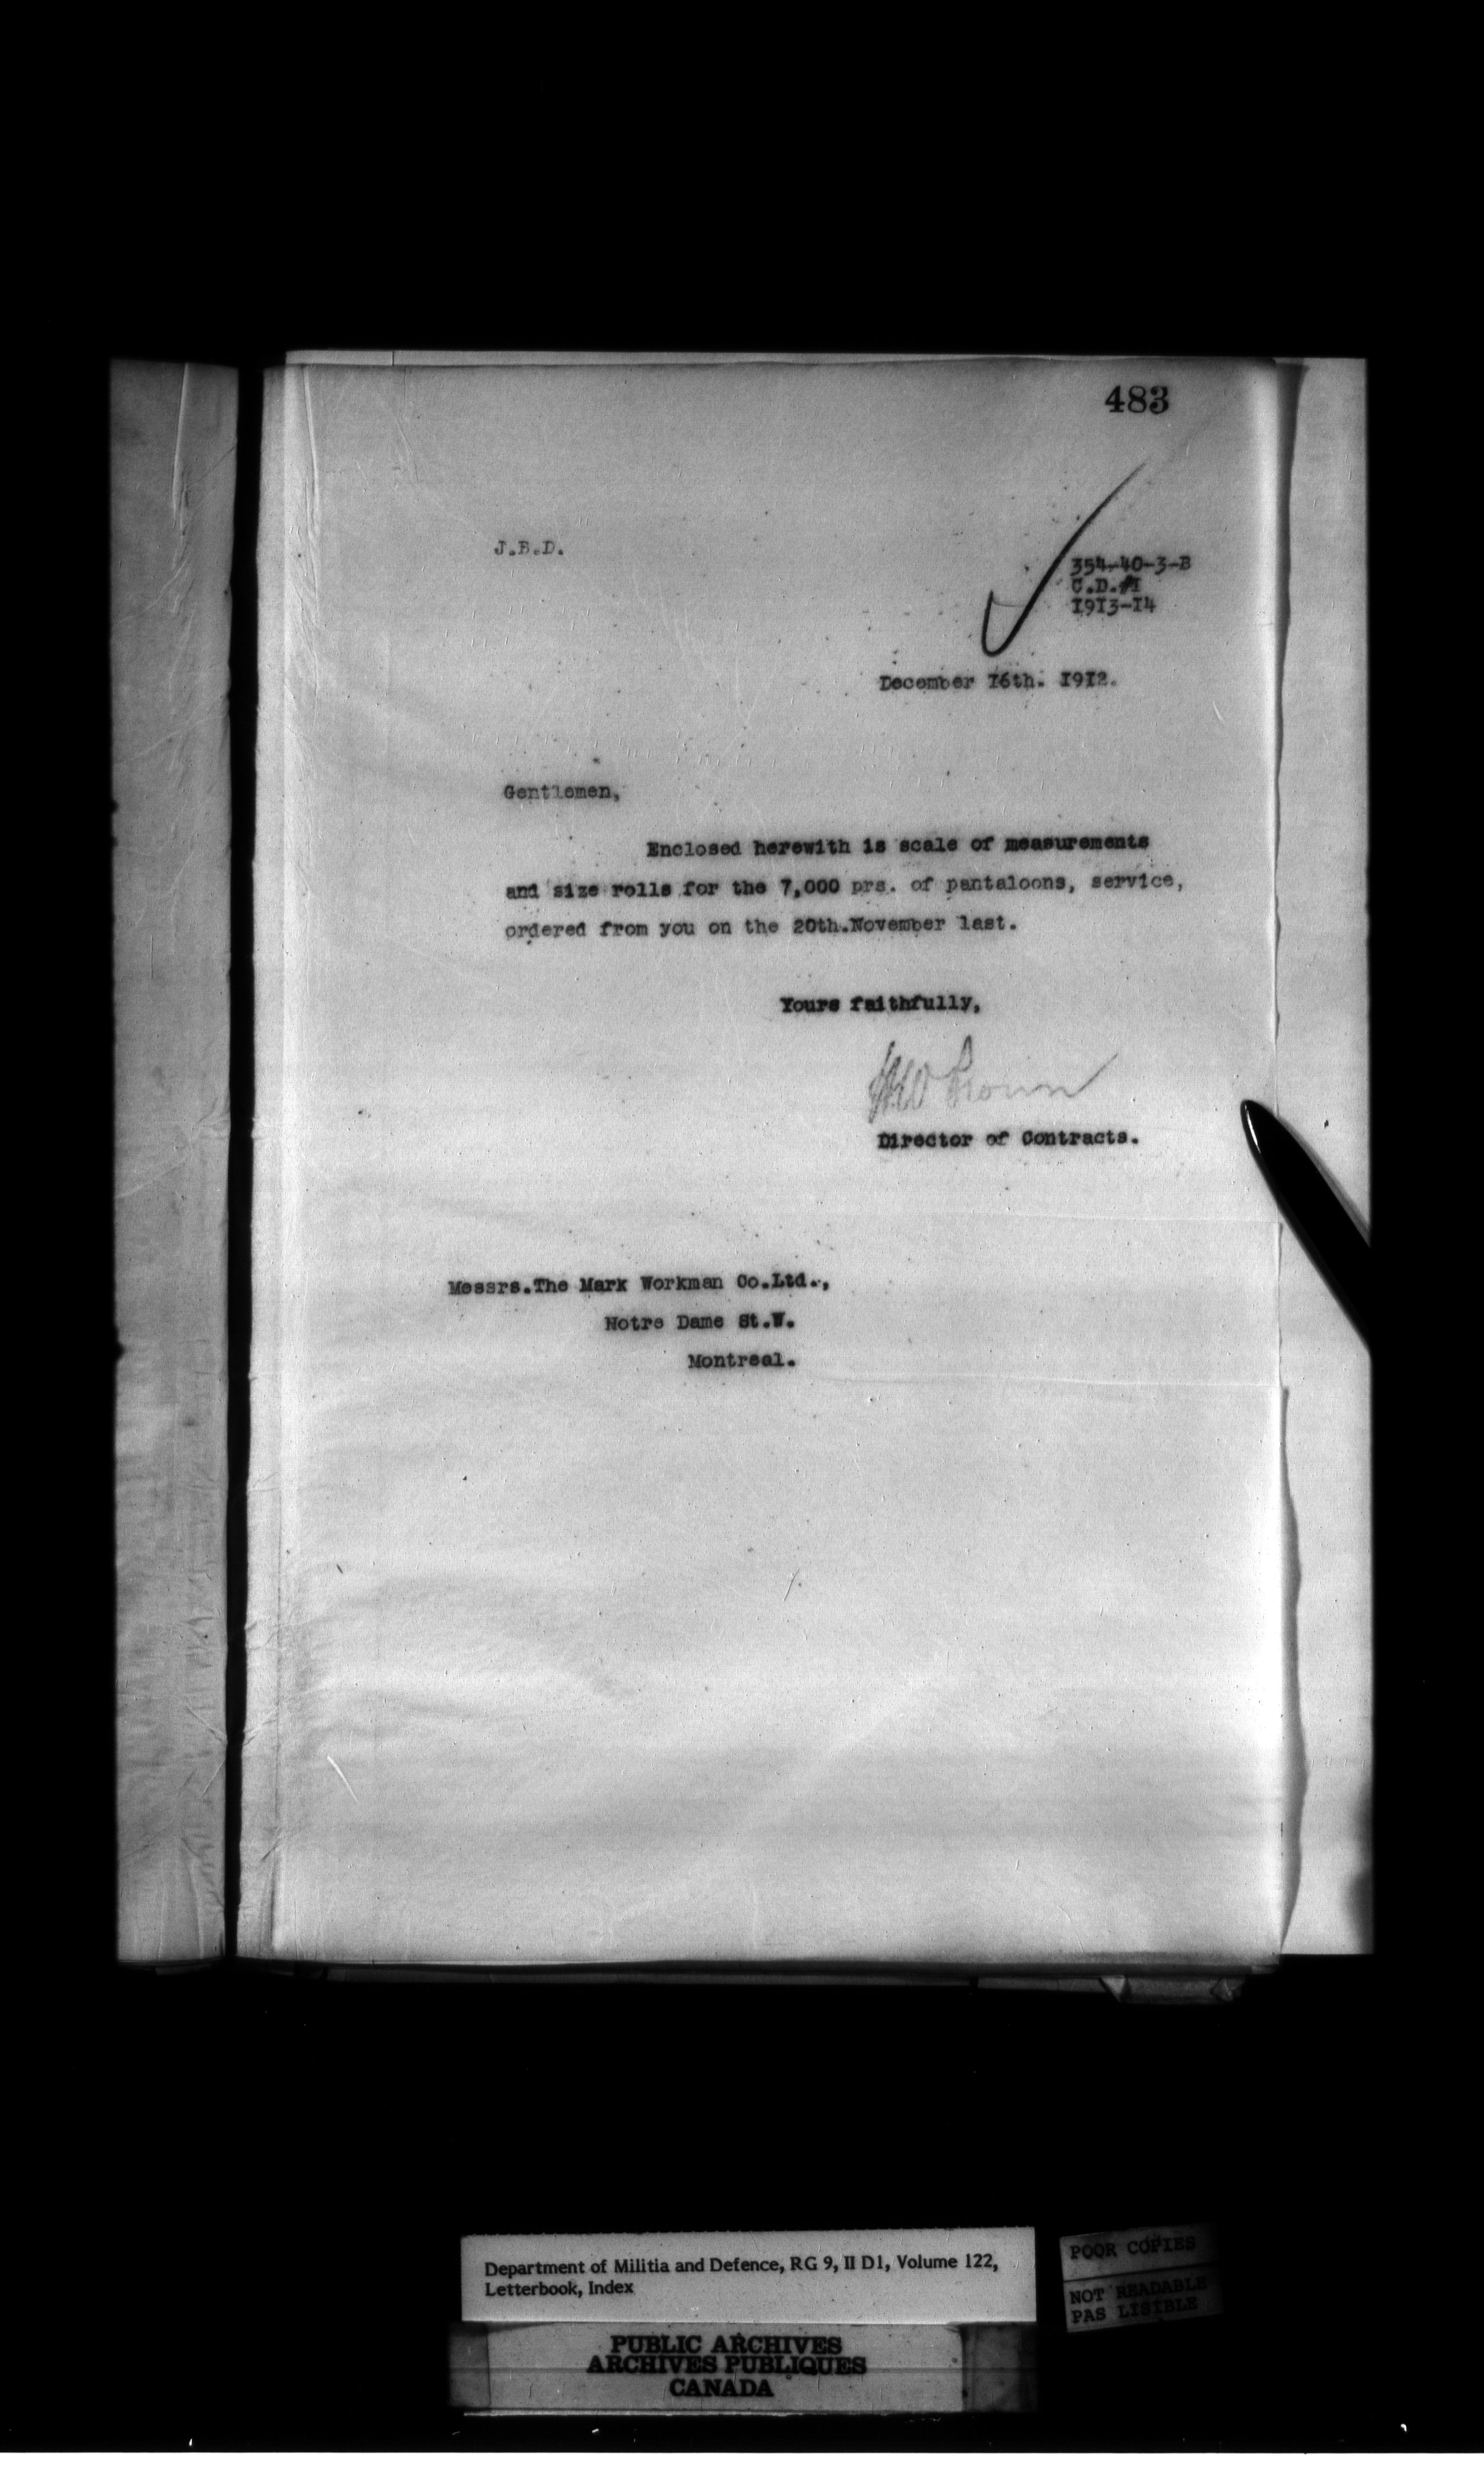 483
J.B.D.
354-40-3-B
C.D.#1
1913-14
December 16th. 1912.
Gentlemen,
Enclosed herewith is scale of measurements
and size rolls for the 7,000 prs. of pantaloons, service,
ordered from you on the 20th.November last.
Yours faithfully,
Brown
Director of Contracts.
Messrs.The Mark Workman Co.Ltd.,
Notre Dame St.W.
Montreal.
Department of Militia and Defence, RG 9, II D1, Volume 122,
Letterbook, Index
POOR COPIES
NOT READABLE
PAS LISIBLE
PUBLIC ARCHIVES
ARCHIVES PUBLIQUES
CANADA